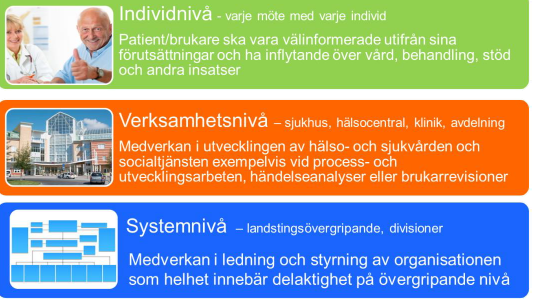 Individnivå - varje möte med varje individ
Patient/brukare ska vara välinformerade utifrån sina
förutsättningar och ha inflytande över vård, behandling, stöd
och andra insatser
Verksamhetsnivå – sjukhus, hälsocentral, klinik, avdelning
Medverkan i utvecklingen av hälso- och sjukvården och
socialtjänsten exempelvis vid process- och
utvecklingsarbeten, händelseanalyser eller brukarrevisioner
Systemnivå – landstingsövergripande, divisioner
Medverkan i ledning och styrning av organisationen
som helhet innebär delaktighet på övergripande nivå